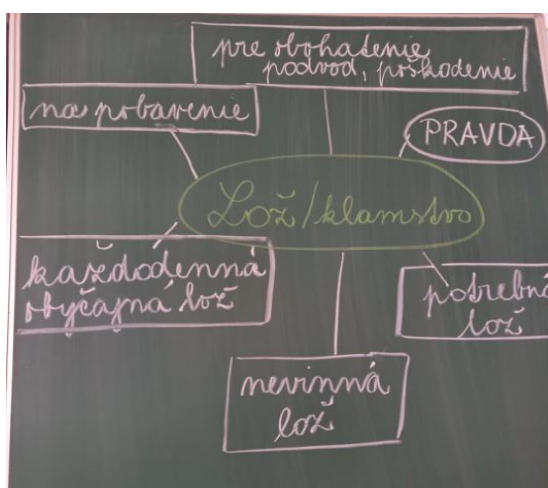 pre obohatenie
podvod, poškodenie
na pobavenie
PRAVDA
Lož/klamstvo
každodenná
obyčajná lož
potrebná
lož
nevinná
lož